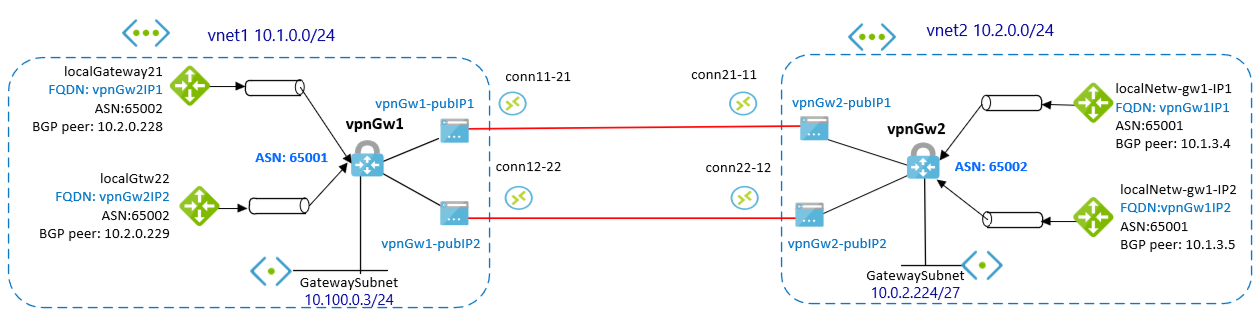 vnet1 10.1.0.0/24
localGateway21
FQDN: vpnGw2IP1
ASN:65002
BGP peer: 10.2.0.228
localGtw22
FQDN: vpnGw2IP2
ASN:65002
BGP peer: 10.2.0.229
vpnGw1
ASN: 65001
vpnGw1-pubIP1
vpnGw1-pubIP2
GatewaySubnet
10.100.0.3/24
conn11-21
conn12-22
conn21-11
conn22-12
vnet2 10.2.0.0/24
vpnGw2-pubIP1
vpnGw2-pubIP2
vpnGw2
ASN: 65002
GatewaySubnet
10.0.2.224/27
localNetw-gw1-IP1
FQDN: vpnGw1IP1
ASN:65001
BGP peer: 10.1.3.4
localNetw-gw1-IP2
FQDN:vpnGw1IP2
ASN:65001
BGP peer: 10.1.3.5